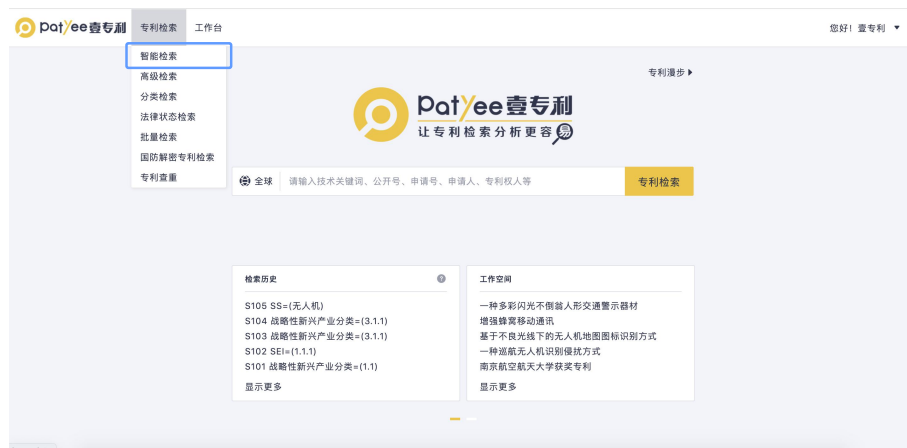 Patyee壹专利 专利检索 工作台 您好！壹专利 ▼
智能检索
高级检索
分类检索
法律状态检索
批量检索
国防解密专利检索
专利查重
专利漫步
Patyee壹专利
让专利检索分析更容易
全球 请输入技术关键词、公开号、申请号、申请人、专利权人等 专利检索
检索历史
S105 SS=(无人机)
S104 战略性新兴产业分类=(3.1.1)
S103 战略性新兴产业分类=(3.1.1)
S102 SEI=(1.1.1)
S101 战略性新兴产业分类=(1.1)
显示更多
工作空间
一种多彩闪光不倒翁人形交通警示器材
增强蜂窝移动通讯
基于不良光线下的无人机地图图标识别方式
一种巡航无人机识别侵扰方式
南京航空航天大学获奖专利
显示更多